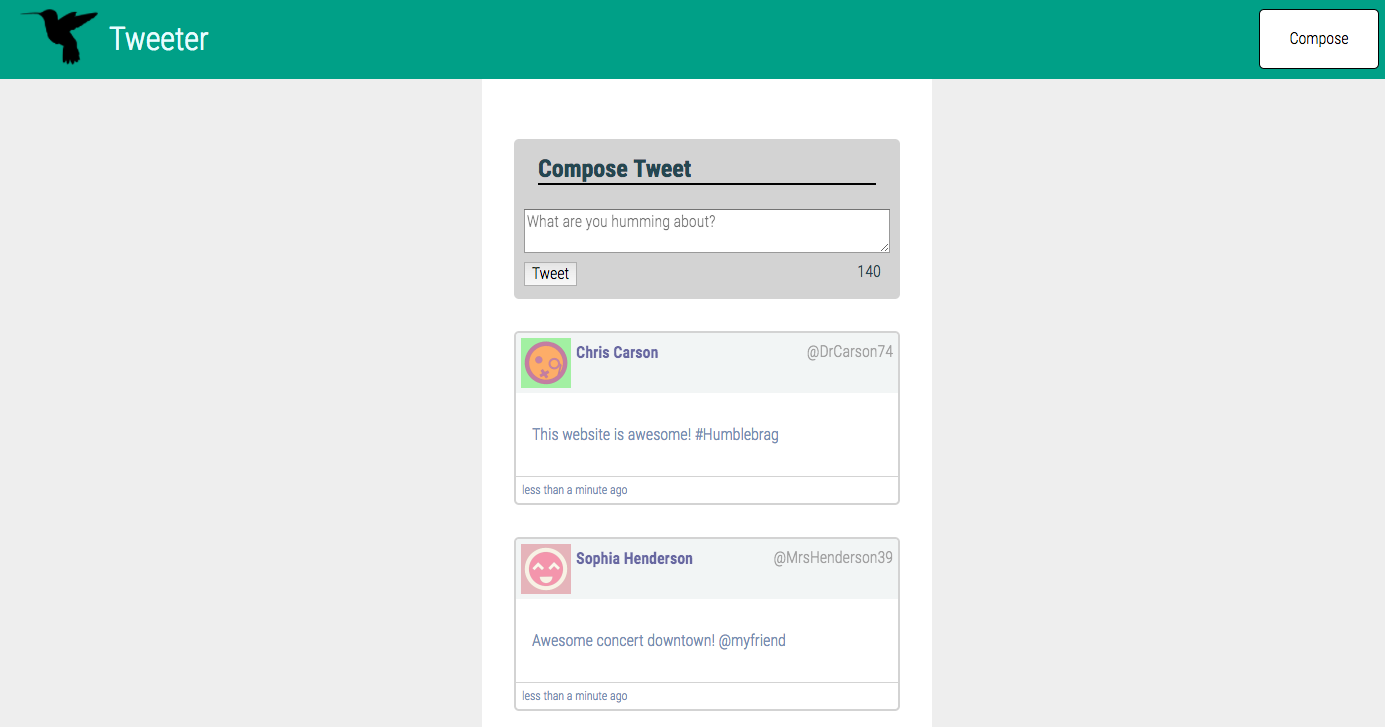 Tweeter
Compose
Compose Tweet
What are you humming about?
Tweet
140
Chris Carson
@DrCarson74
This website is awesome! #Humblebrag
less than a minute ago
Sophia Henderson
@MrsHenderson39
Awesome concert downtown! @myfriend
less than a minute ago